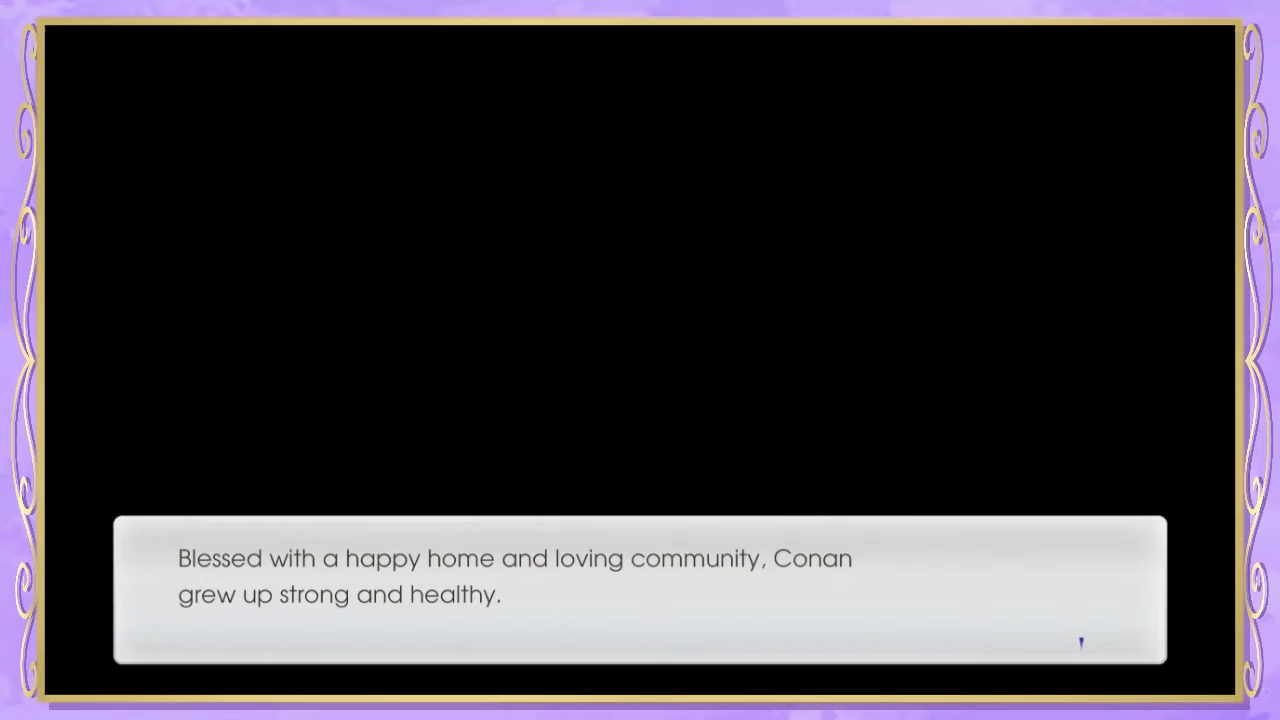 Blessed with a happy home and loving community, Conan
grew up strong and healthy.